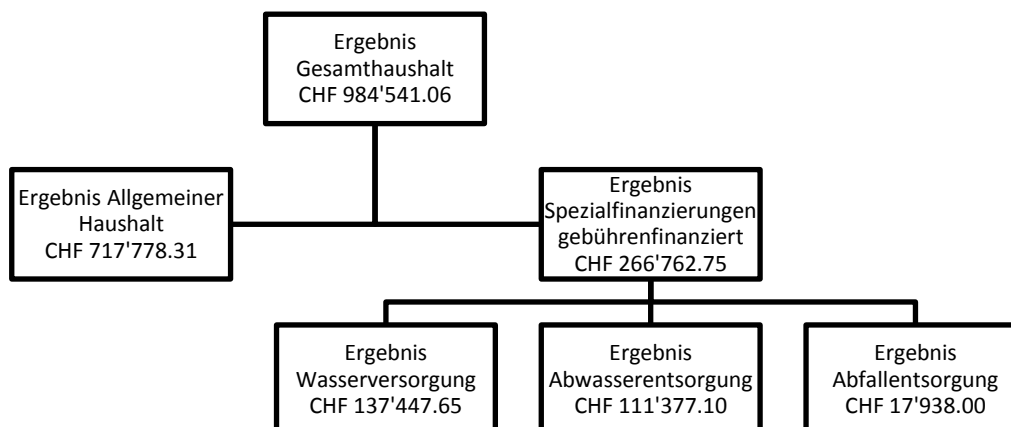 Ergebnis
Gesamthaushalt
CHF 984'541.06
Ergebnis Allgemeiner
Haushalt
CHF 717'778.31
Ergebnis
Spezialfinanzierungen
gebührenfinanziert
CHF 266'762.75
Ergebnis
Wasserversorgung
CHF 137'447.65
Ergebnis
Abwasserentsorgung
CHF 111'377.10
Ergebnis
Abfallentsorgung
CHF 17'938.00